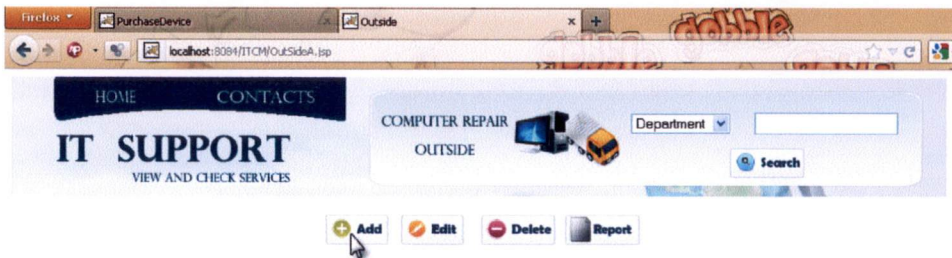 Firefox
PurchaseDevice
Outside
localhost:8084/ITCM/OutSideA.jsp
HOME CONTACTS
IT SUPPORT
VIEW AND CHECK SERVICES
COMPUTER REPAIR
OUTSIDE
Department
Search
Add Edit Delete Report